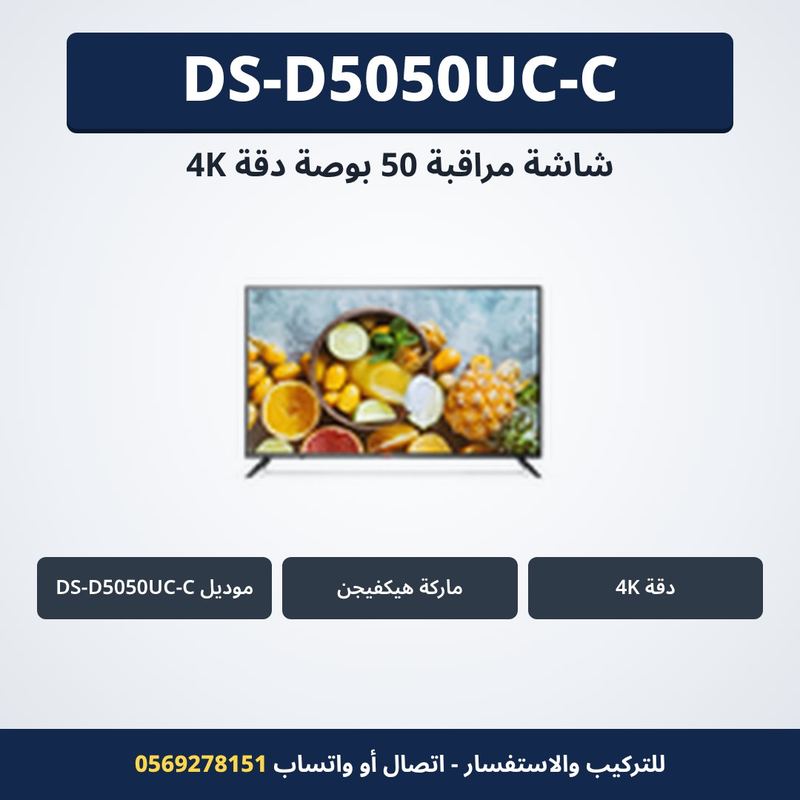 DS-D5050UC-C
شاشة مراقبة 50 بوصة دقة 4K
دقة 4K
ماركة هيكفيجن
موديل DS-D5050UC-C
للتركيب والاستفسار - اتصال أو واتساب 0569278151